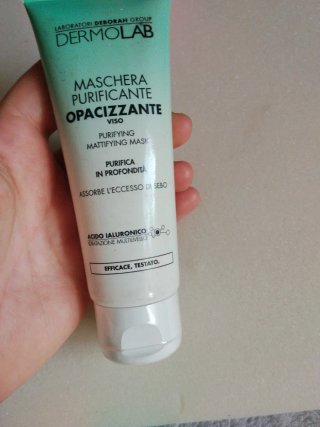 LABORATORI DEBORAH GROUP
DERMOLAB
MASCHERA
PURIFICANTE
OPACIZZANTE
VISO
PURIFYING
MATTIFYING MASK
PURIFICA
IN PROFONDITÀ
ASSORBE L'ECCESSO DI SEBO
ACIDO IALURONICO
IDRATAZIONE MULTILIVELLO
EFFICACE, TESTATO.